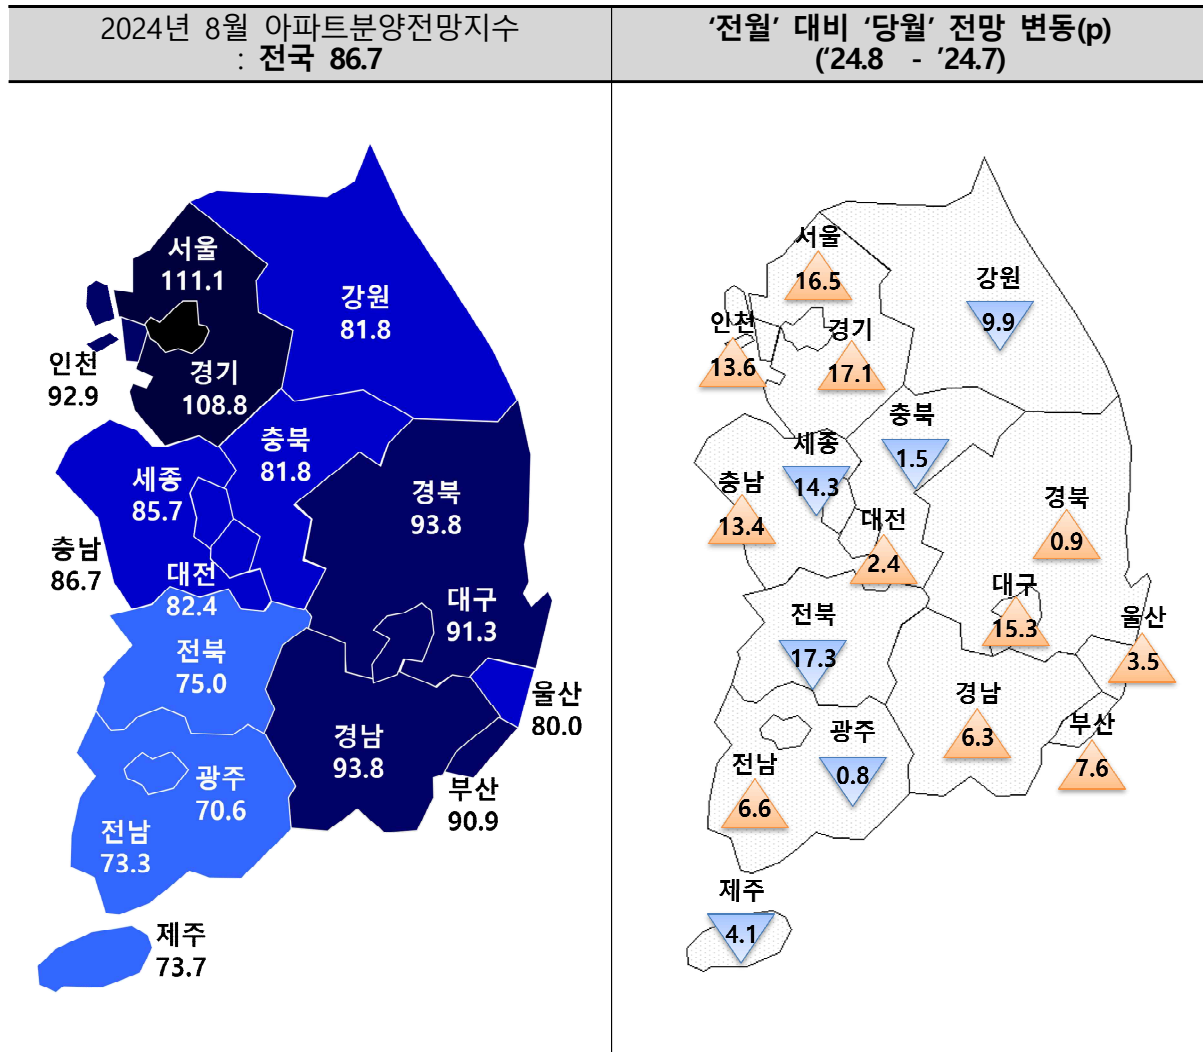 2024년 8월 아파트분양전망지수
: 전국 86.7
서울
111.1
강원
81.8
인천
92.9
경기
108.8
충북
81.8
세종
85.7
경북
93.8
충남
86.7
대전
82.4
대구
91.3
전북
75.0
울산
80.0
경남
93.8
부산
90.9
광주
70.6
전남
73.3
제주
73.7
‘전월’ 대비 ‘당월’ 전망 변동(p)
(‘24.8 - ’24.7)
서울
16.5
강원
9.9
인천
13.6
경기
17.1
충북
1.5
세종
14.3
충남
13.4
경북
0.9
대전
2.4
대구
15.3
전북
17.3
울산
3.5
경남
6.3
부산
7.6
광주
0.8
전남
6.6
제주
4.1